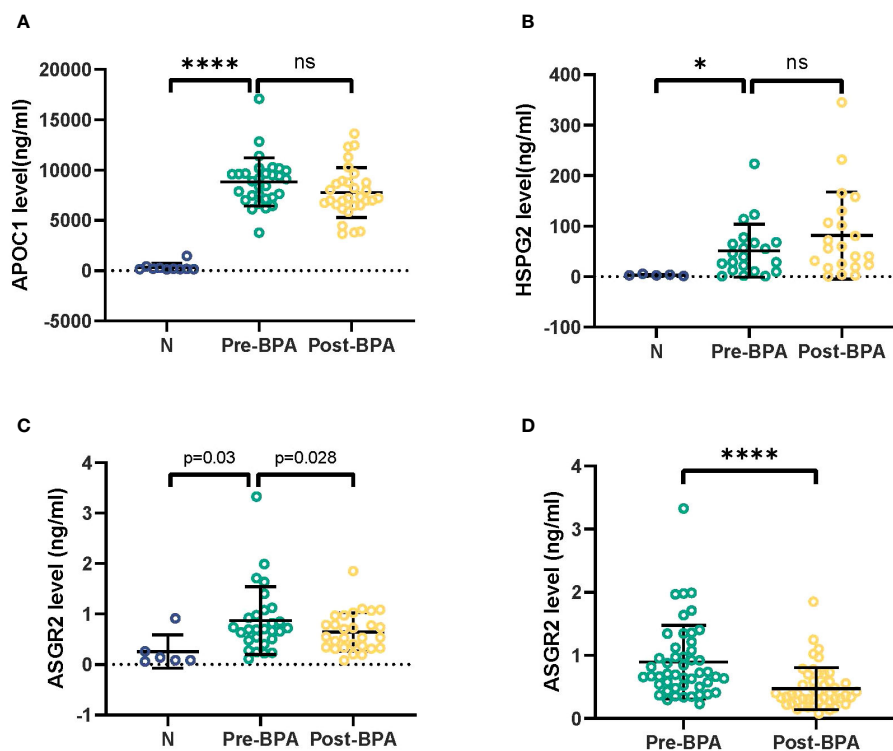 A
APOC1 level(ng/ml)
20000
15000
10000
5000
0
-5000
****
ns
N Pre-BPA Post-BPA
B
HSPG2 level(ng/ml)
400
300
200
100
0
-100
*
ns
N Pre-BPA Post-BPA
C
ASGR2 level (ng/ml)
4
3
2
1
0
-1
p=0.03
p=0.028
N Pre-BPA Post-BPA
D
ASGR2 level (ng/ml)
4
3
2
1
0
****
Pre-BPA Post-BPA